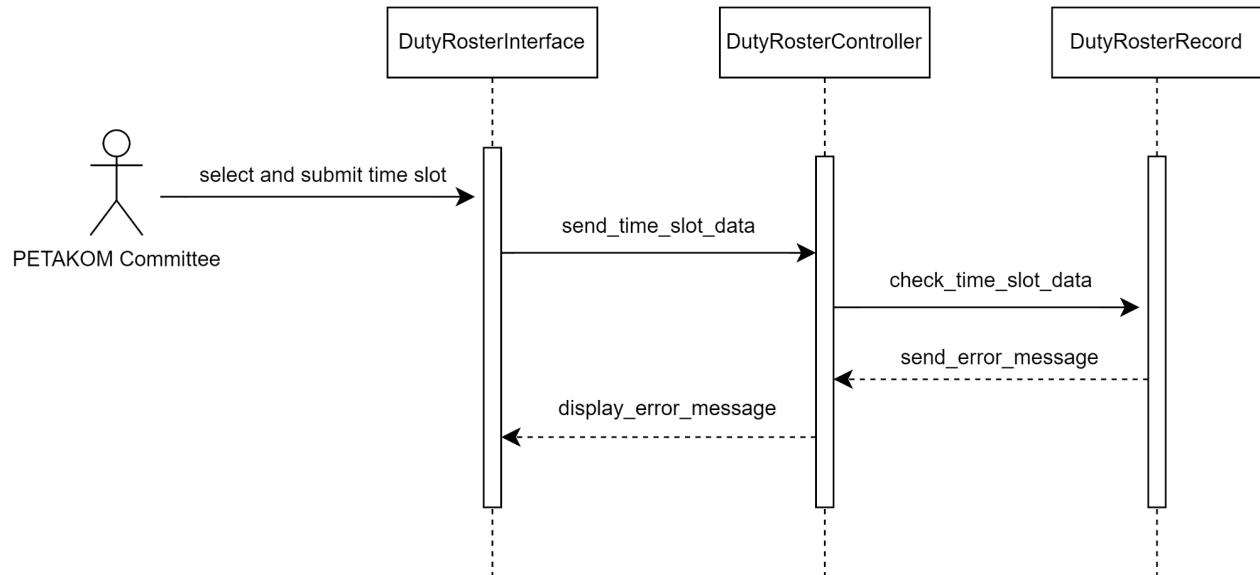 DutyRosterInterface
DutyRosterController
DutyRosterRecord
select and submit time slot
send_time_slot_data
PETAKOM Committee
check_time_slot_data
send_error_message
display_error_message